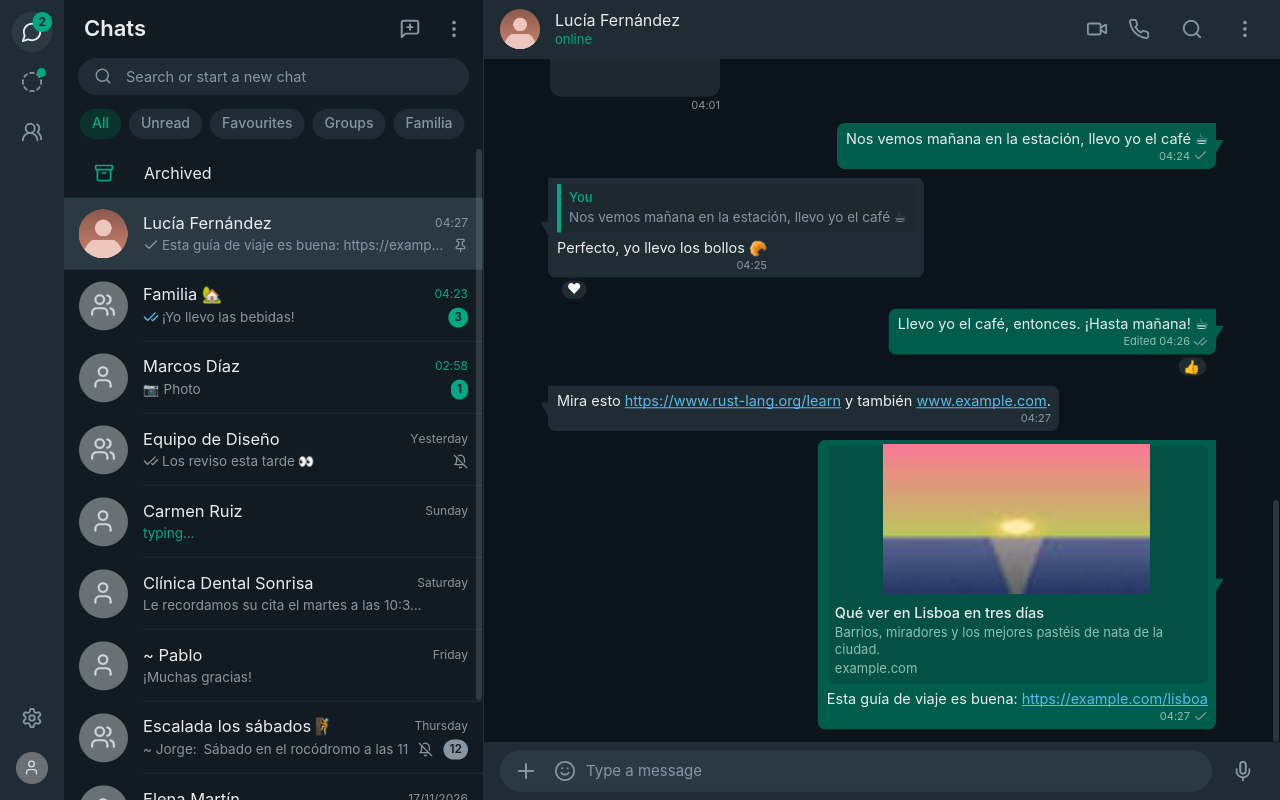 2
Chats
Search or start a new chat
All
Unread
Favourites
Groups
Familia
Archived
Lucía Fernández
04:27
Esta guía de viaje es buena: https://examp...
Familia 🏡
04:23
¡Yo llevo las bebidas!
3
Marcos Díaz
02:58
📷 Photo
1
Equipo de Diseño
Yesterday
Los reviso esta tarde 👀
Carmen Ruiz
Sunday
typing...
Clínica Dental Sonrisa
Saturday
Le recordamos su cita el martes a las 10:3...
~ Pablo
Friday
¡Muchas gracias!
Escalada los sábados 🧗
Thursday
~ Jorge: Sábado en el rocódromo a las 11
12
Elena Martín
17/11/2026
Lucía Fernández
online
04:01
Nos vemos mañana en la estación, llevo yo el café ☕
04:24
You
Nos vemos mañana en la estación, llevo yo el café ☕
Perfecto, yo llevo los bollos 🥐
04:25
Llevo yo el café, entonces. ¡Hasta mañana! ☕
Edited 04:26
Mira esto https://www.rust-lang.org/learn y también www.example.com.
04:27
Qué ver en Lisboa en tres días
Barrios, miradores y los mejores pastéis de nata de la
ciudad.
example.com
Esta guía de viaje es buena: https://example.com/lisboa
04:27
Type a message